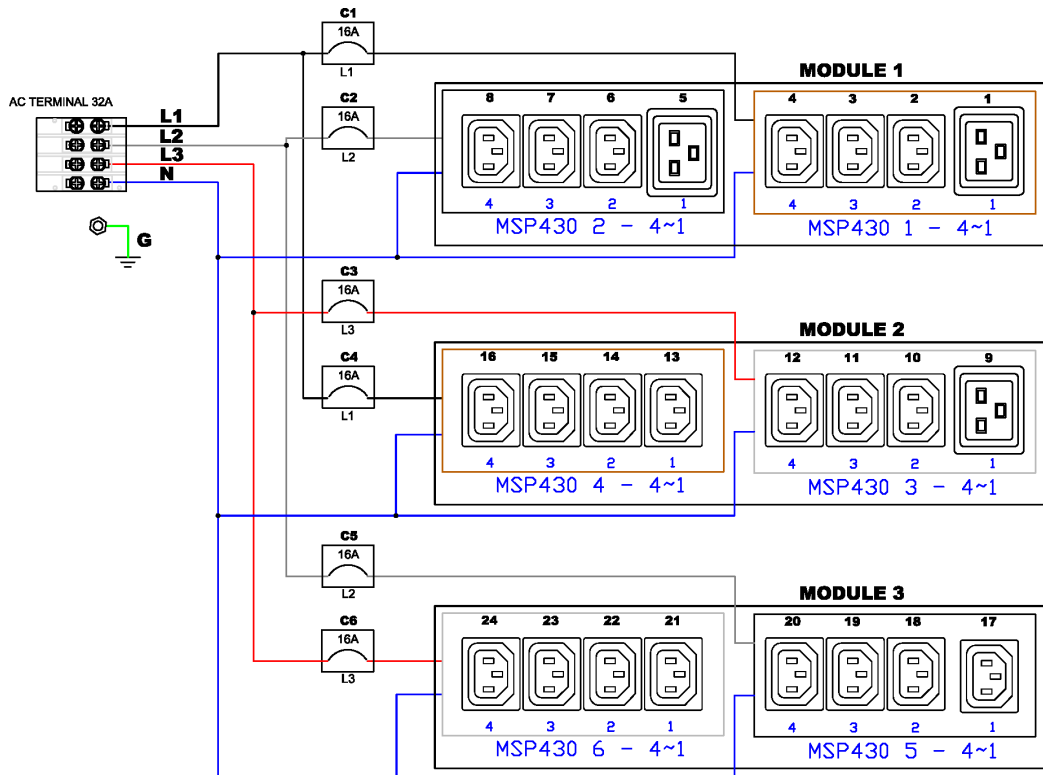 AC TERMINAL 32A
L1
L2
L3
N
G
C1
16A
L1
C2
16A
L2
MODULE 1
8 7 6 5 4 3 2 1
4 3 2 1 4 3 2 1
MSP430 2 - 4~1 MSP430 1 - 4~1
C3
16A
L3
C4
16A
L1
MODULE 2
16 15 14 13 12 11 10 9
4 3 2 1 4 3 2 1
MSP430 4 - 4~1 MSP430 3 - 4~1
C5
16A
L2
C6
16A
L3
MODULE 3
24 23 22 21 20 19 18 17
4 3 2 1 4 3 2 1
MSP430 6 - 4~1 MSP430 5 - 4~1